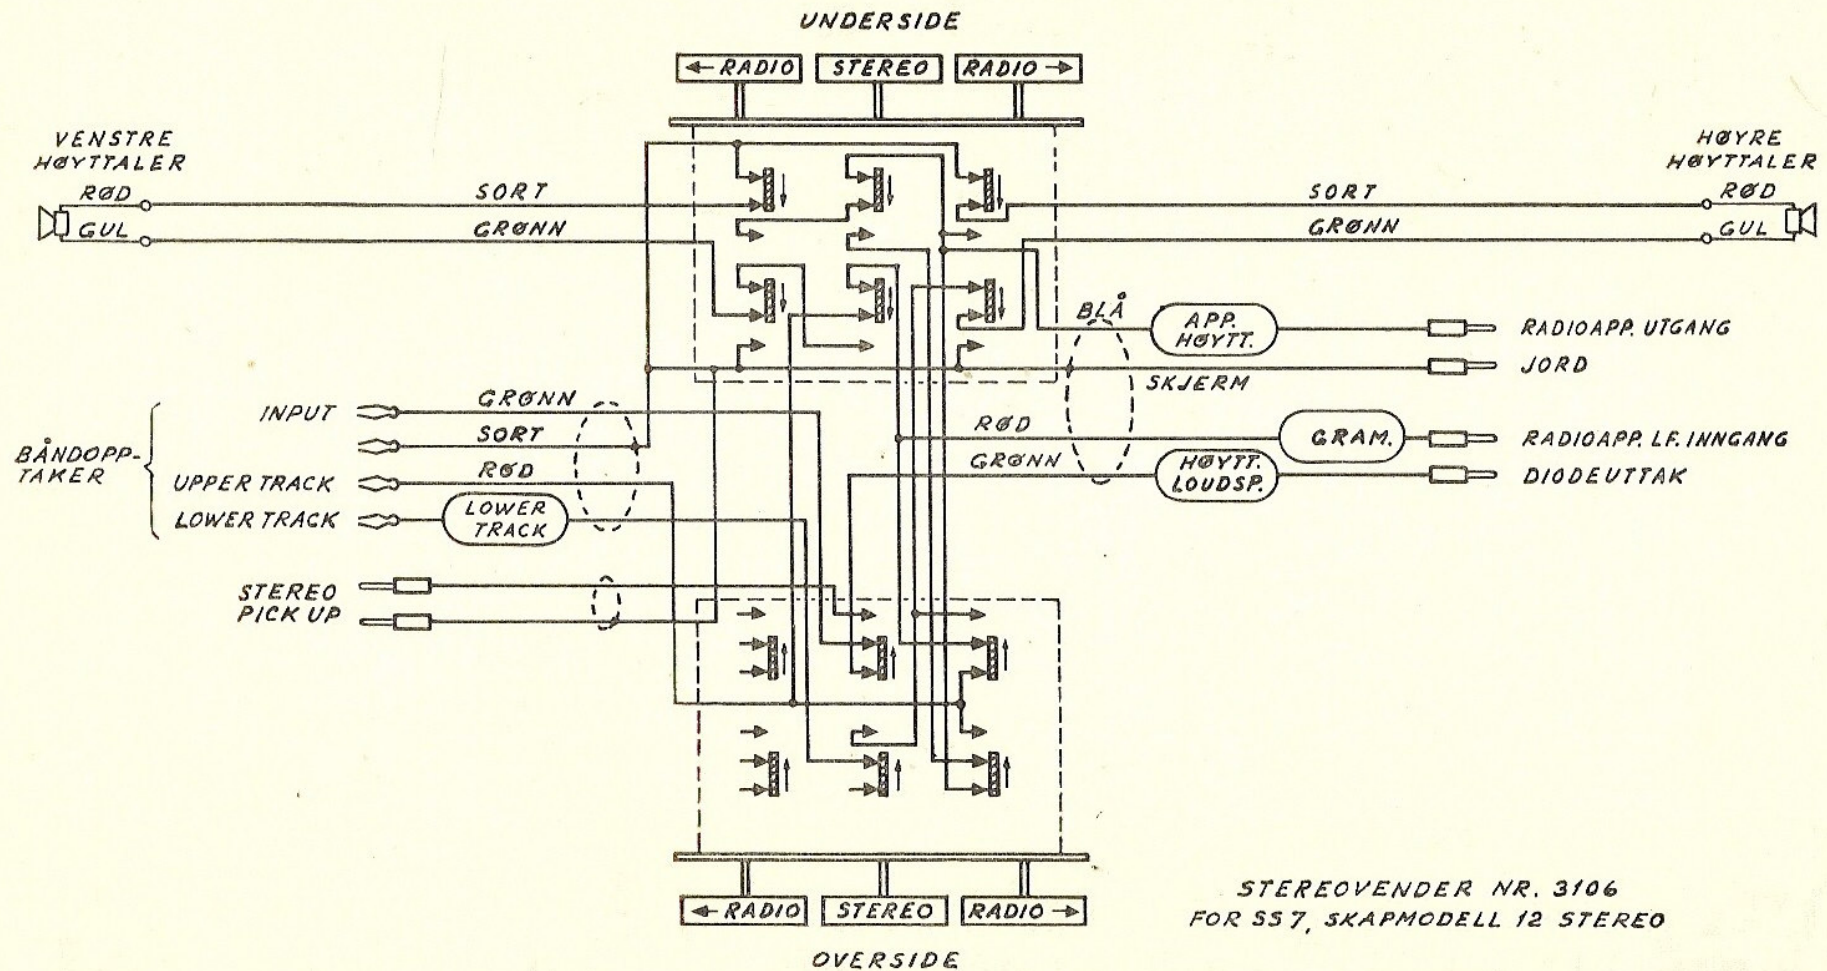 UNDERSIDE
←RADIO
STEREO
RADIO→
VENSTRE
HØYTTALER
RØD
GUL
SORT
GRØNN
SORT
GRØNN
HØYRE
HØYTTALER
RØD
GUL
BLÅ
APP.
HØYTT.
RADIOAPP. UTGANG
SKJERM
JORD
BÅNDOPP-
TAKER
INPUT
GRØNN
SORT
UPPER TRACK
RØD
LOWER TRACK
LOWER
TRACK
RØD
GRAM.
RADIOAPP. LF. INNGANG
GRØNN
HØYTT.
LOUDSP.
DIODEUTTAK
STEREO
PICK UP
←RADIO
STEREO
RADIO→
OVERSIDE
STEREOVENDER NR. 3106
FOR SS7, SKAPMODELL 12 STEREO